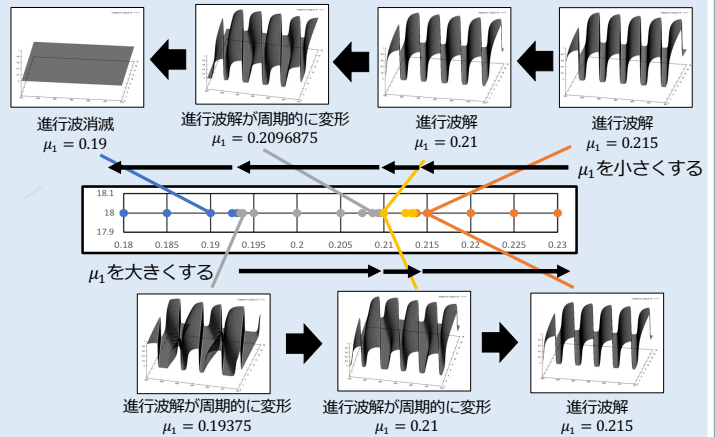 進行波消滅
μ₁ = 0.19
進行波解が周期的に変形
μ₁ = 0.2096875
進行波解
μ₁ = 0.21
進行波解
μ₁ = 0.215
μ₁を小さくする
18.1
18
17.9
0.18 0.185 0.19 0.195 0.2 0.205 0.21 0.215 0.22 0.225 0.23
μ₁を大きくする
進行波解が周期的に変形
μ₁ = 0.19375
進行波解が周期的に変形
μ₁ = 0.21
進行波解
μ₁ = 0.215